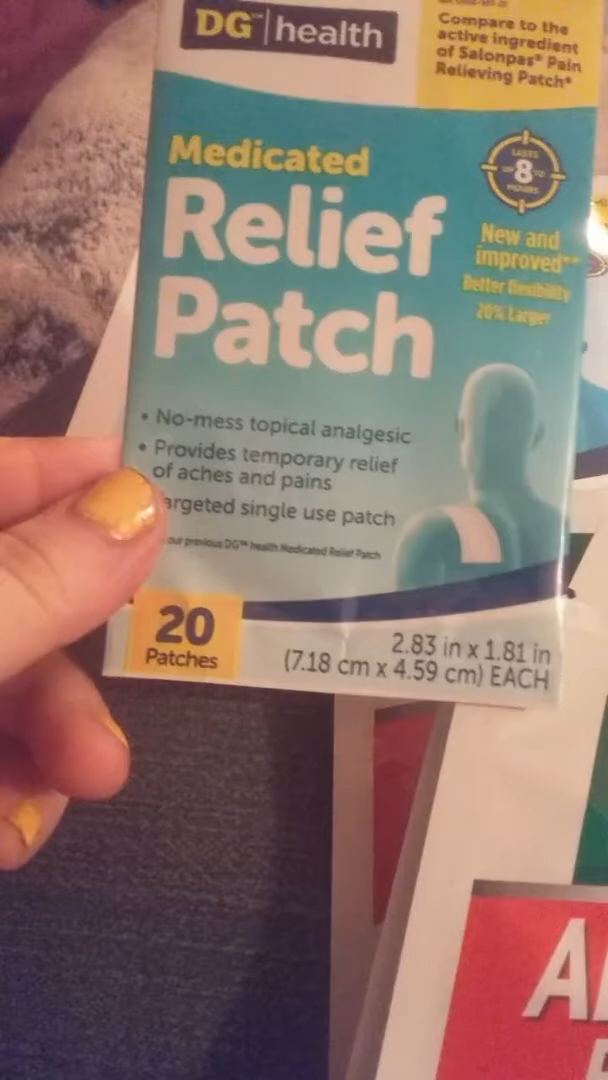 DG™ health
Compare to the
active ingredient
of Salonpas® Pain
Relieving Patch*
Medicated
Relief
Patch
LASTS
UP 8 TO
HOURS
New and
improved**
Better flexibility
20% Larger
• No-mess topical analgesic
• Provides temporary relief
of aches and pains
argeted single use patch
our previous DG™ health Medicated Relief Patch
20
Patches
2.83 in x 1.81 in
(7.18 cm x 4.59 cm) EACH